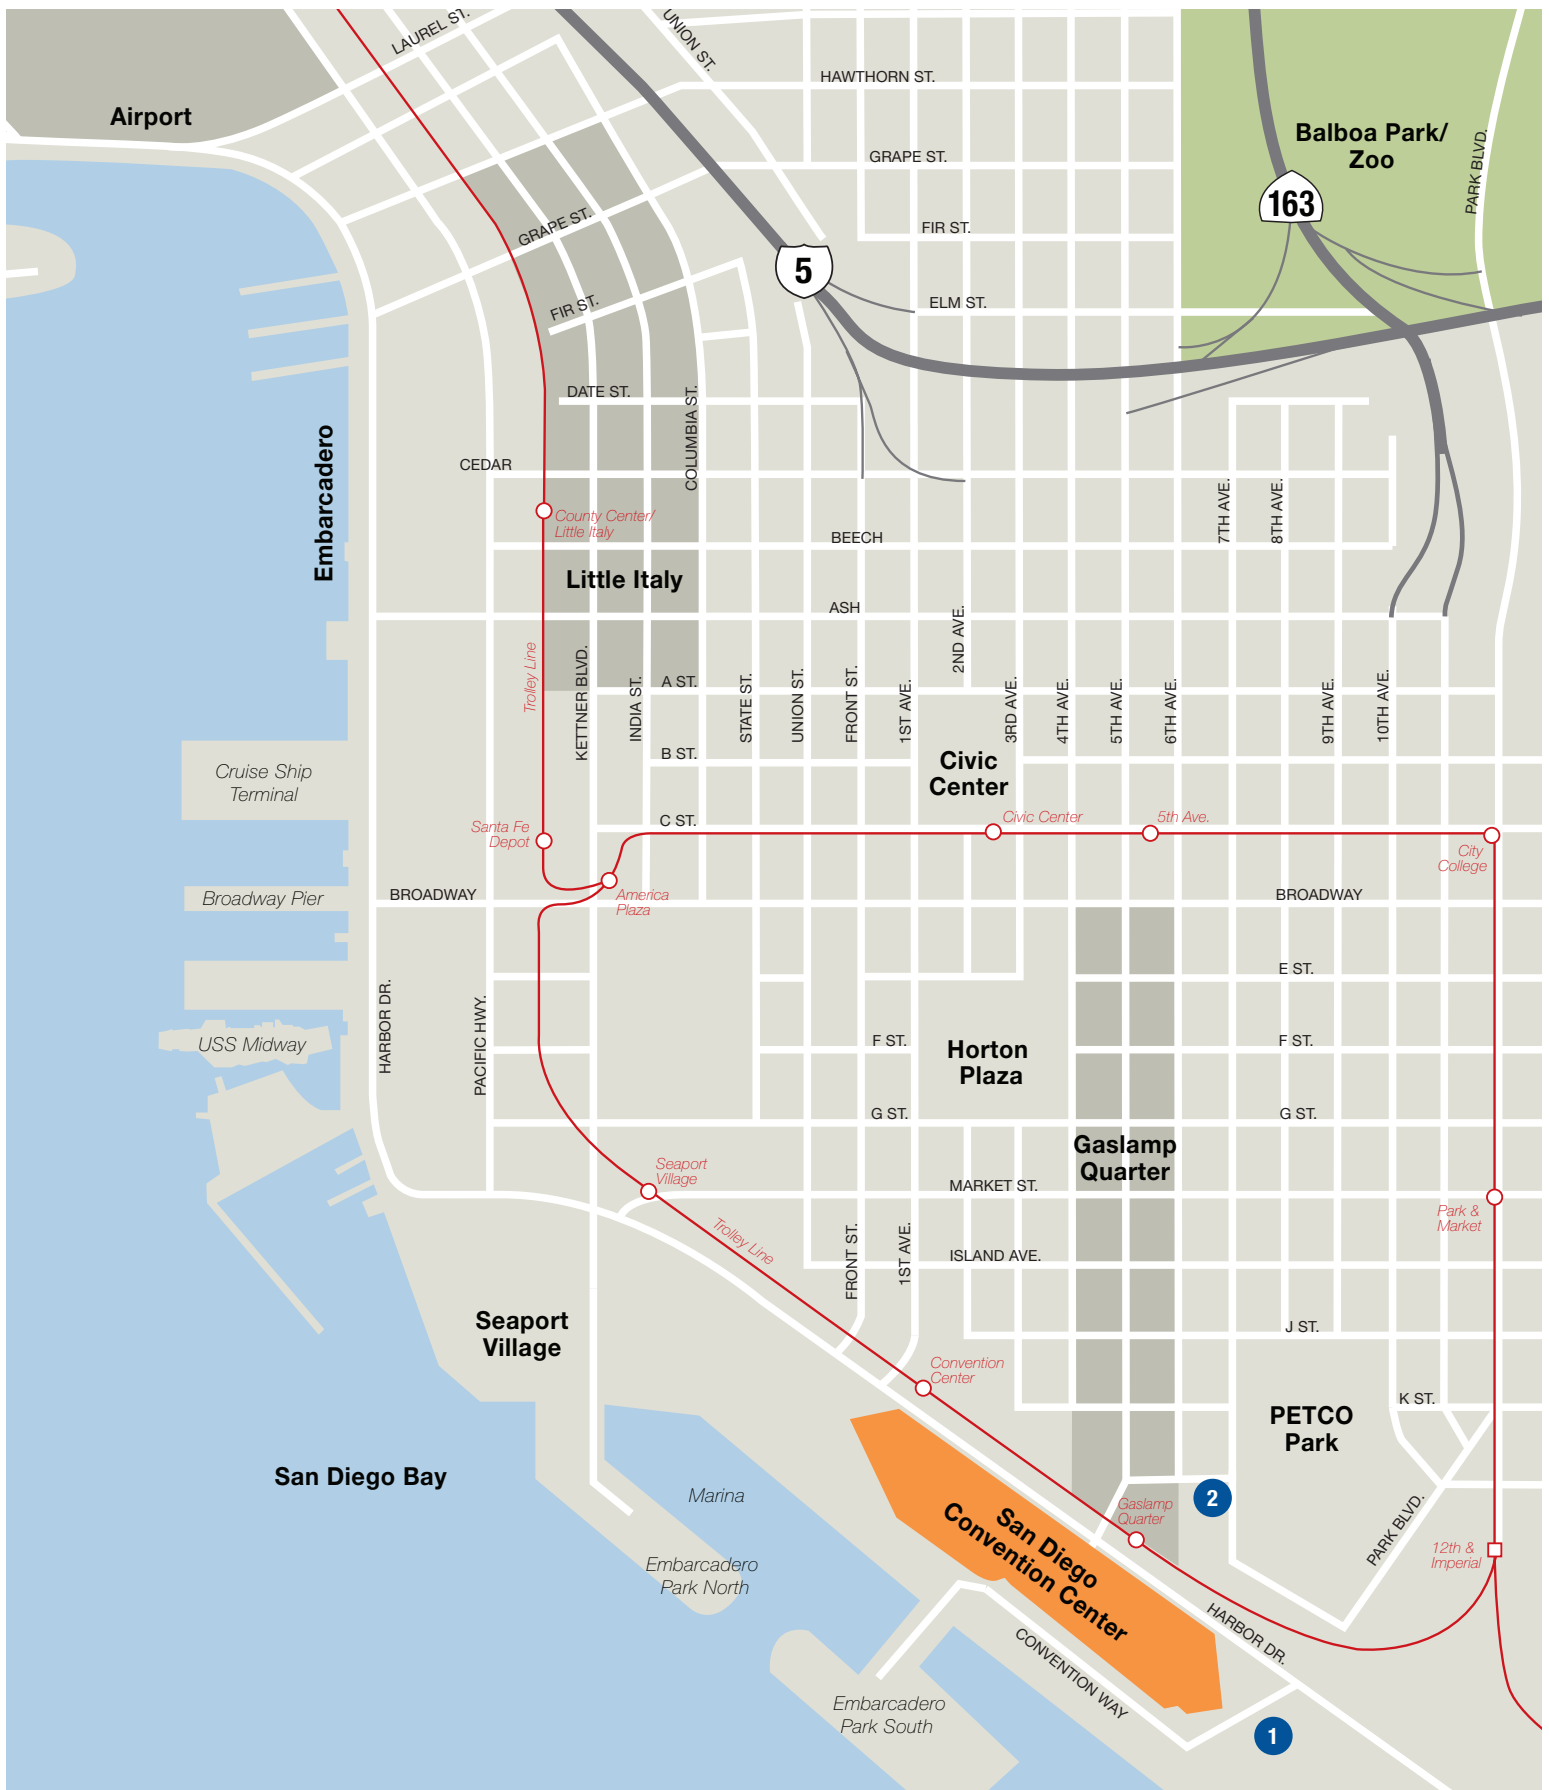 LAUREL ST.
UNION ST.
HAWTHORN ST.
Airport
Balboa Park/
Zoo
PARK BLVD.
GRAPE ST.
163
GRAPE ST.
FIR ST.
5
FIR ST.
ELM ST.
DATE ST.
COLUMBIA ST.
CEDAR
Embarcadero
County Center/
Little Italy
7TH AVE.
8TH AVE.
BEECH
Little Italy
ASH
2ND AVE.
Trolley Line
KETTNER BLVD.
INDIA ST.
A ST.
STATE ST.
UNION ST.
FRONT ST.
1ST AVE.
3RD AVE.
4TH AVE.
5TH AVE.
6TH AVE.
9TH AVE.
10TH AVE.
B ST.
Civic
Center
Cruise Ship
Terminal
Santa Fe
Depot
C ST.
Civic Center
5th Ave.
City
College
Broadway Pier
BROADWAY
America
Plaza
BROADWAY
E ST.
HARBOR DR.
PACIFIC HWY.
USS Midway
F ST.
Horton
Plaza
F ST.
G ST.
G ST.
Gaslamp
Quarter
Seaport
Village
MARKET ST.
Park &
Market
Trolley Line
FRONT ST.
1ST AVE.
ISLAND AVE.
Seaport
Village
J ST.
Convention
Center
K ST.
PETCO
Park
San Diego Bay
Marina
2
Gaslamp
Quarter
San Diego
Convention Center
PARK BLVD.
12th &
Imperial
Embarcadero
Park North
HARBOR DR.
CONVENTION WAY
Embarcadero
Park South
1